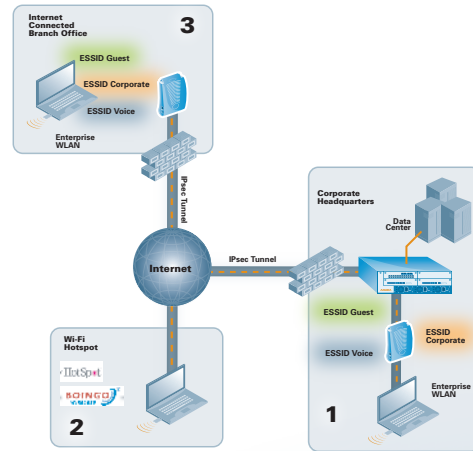 Internet
Connected
Branch Office
3
ESSID Guest
ESSID Corporate
ESSID Voice
Enterprise
WLAN
IPsec Tunnel
Internet
IPsec Tunnel
Corporate
Headquarters
Data
Center
ESSID Guest
ESSID Voice
ESSID
Corporate
Enterprise
WLAN
1
Wi-Fi
Hotspot
HotSpot
BOINGO
2